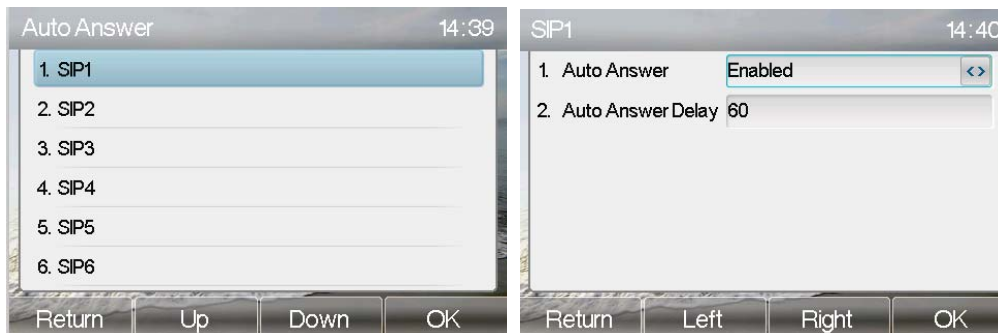 Auto Answer 14:39
1. SIP1
2. SIP2
3. SIP3
4. SIP4
5. SIP5
6. SIP6
Return Up Down OK
SIP1 14:40
1. Auto Answer Enabled <>
2. Auto Answer Delay 60
Return Left Right OK